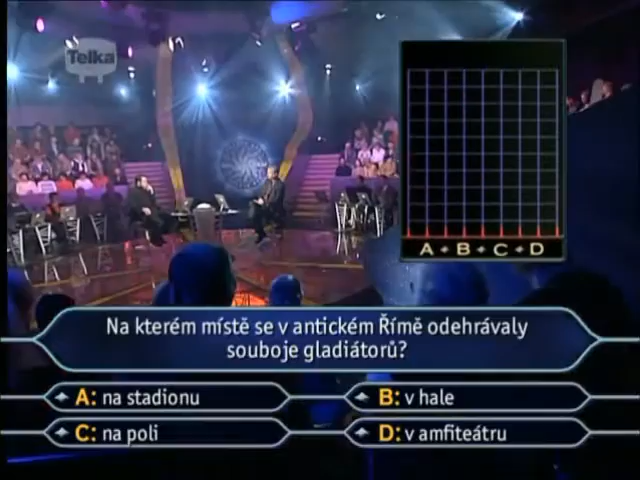 Telka
A B C D
Na kterém místě se v antickém Římě odehrávaly
souboje gladiátorů?
A: na stadionu
B: v hale
C: na poli
D: v amfiteátru